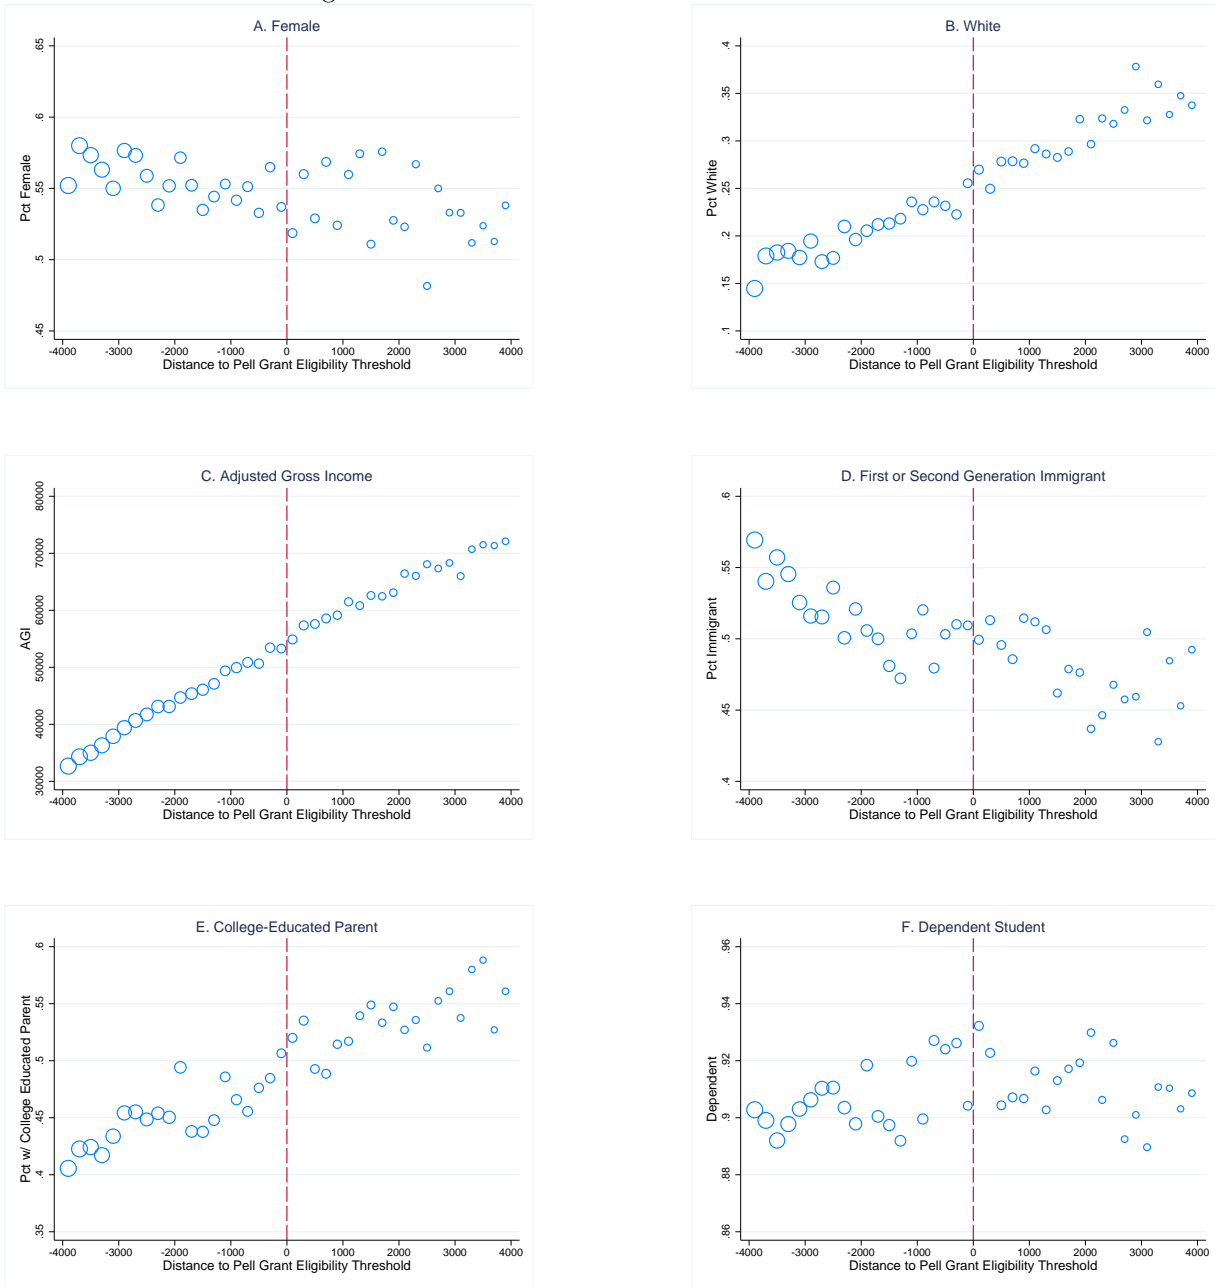 A. Female
.65
.6
.55
.5
.45
Pct Female
-4000 -3000 -2000 -1000 0 1000 2000 3000 4000
Distance to Pell Grant Eligibility Threshold
B. White
.4
.35
.3
.25
.2
.15
.1
Pct White
-4000 -3000 -2000 -1000 0 1000 2000 3000 4000
Distance to Pell Grant Eligibility Threshold
C. Adjusted Gross Income
80000
70000
60000
50000
40000
30000
AGI
-4000 -3000 -2000 -1000 0 1000 2000 3000 4000
Distance to Pell Grant Eligibility Threshold
D. First or Second Generation Immigrant
.6
.55
.5
.45
.4
Pct Immigrant
-4000 -3000 -2000 -1000 0 1000 2000 3000 4000
Distance to Pell Grant Eligibility Threshold
E. College-Educated Parent
.6
.55
.5
.45
.4
.35
Pct w/ College Educated Parent
-4000 -3000 -2000 -1000 0 1000 2000 3000 4000
Distance to Pell Grant Eligibility Threshold
F. Dependent Student
.96
.94
.92
.9
.88
.86
Dependent
-4000 -3000 -2000 -1000 0 1000 2000 3000 4000
Distance to Pell Grant Eligibility Threshold